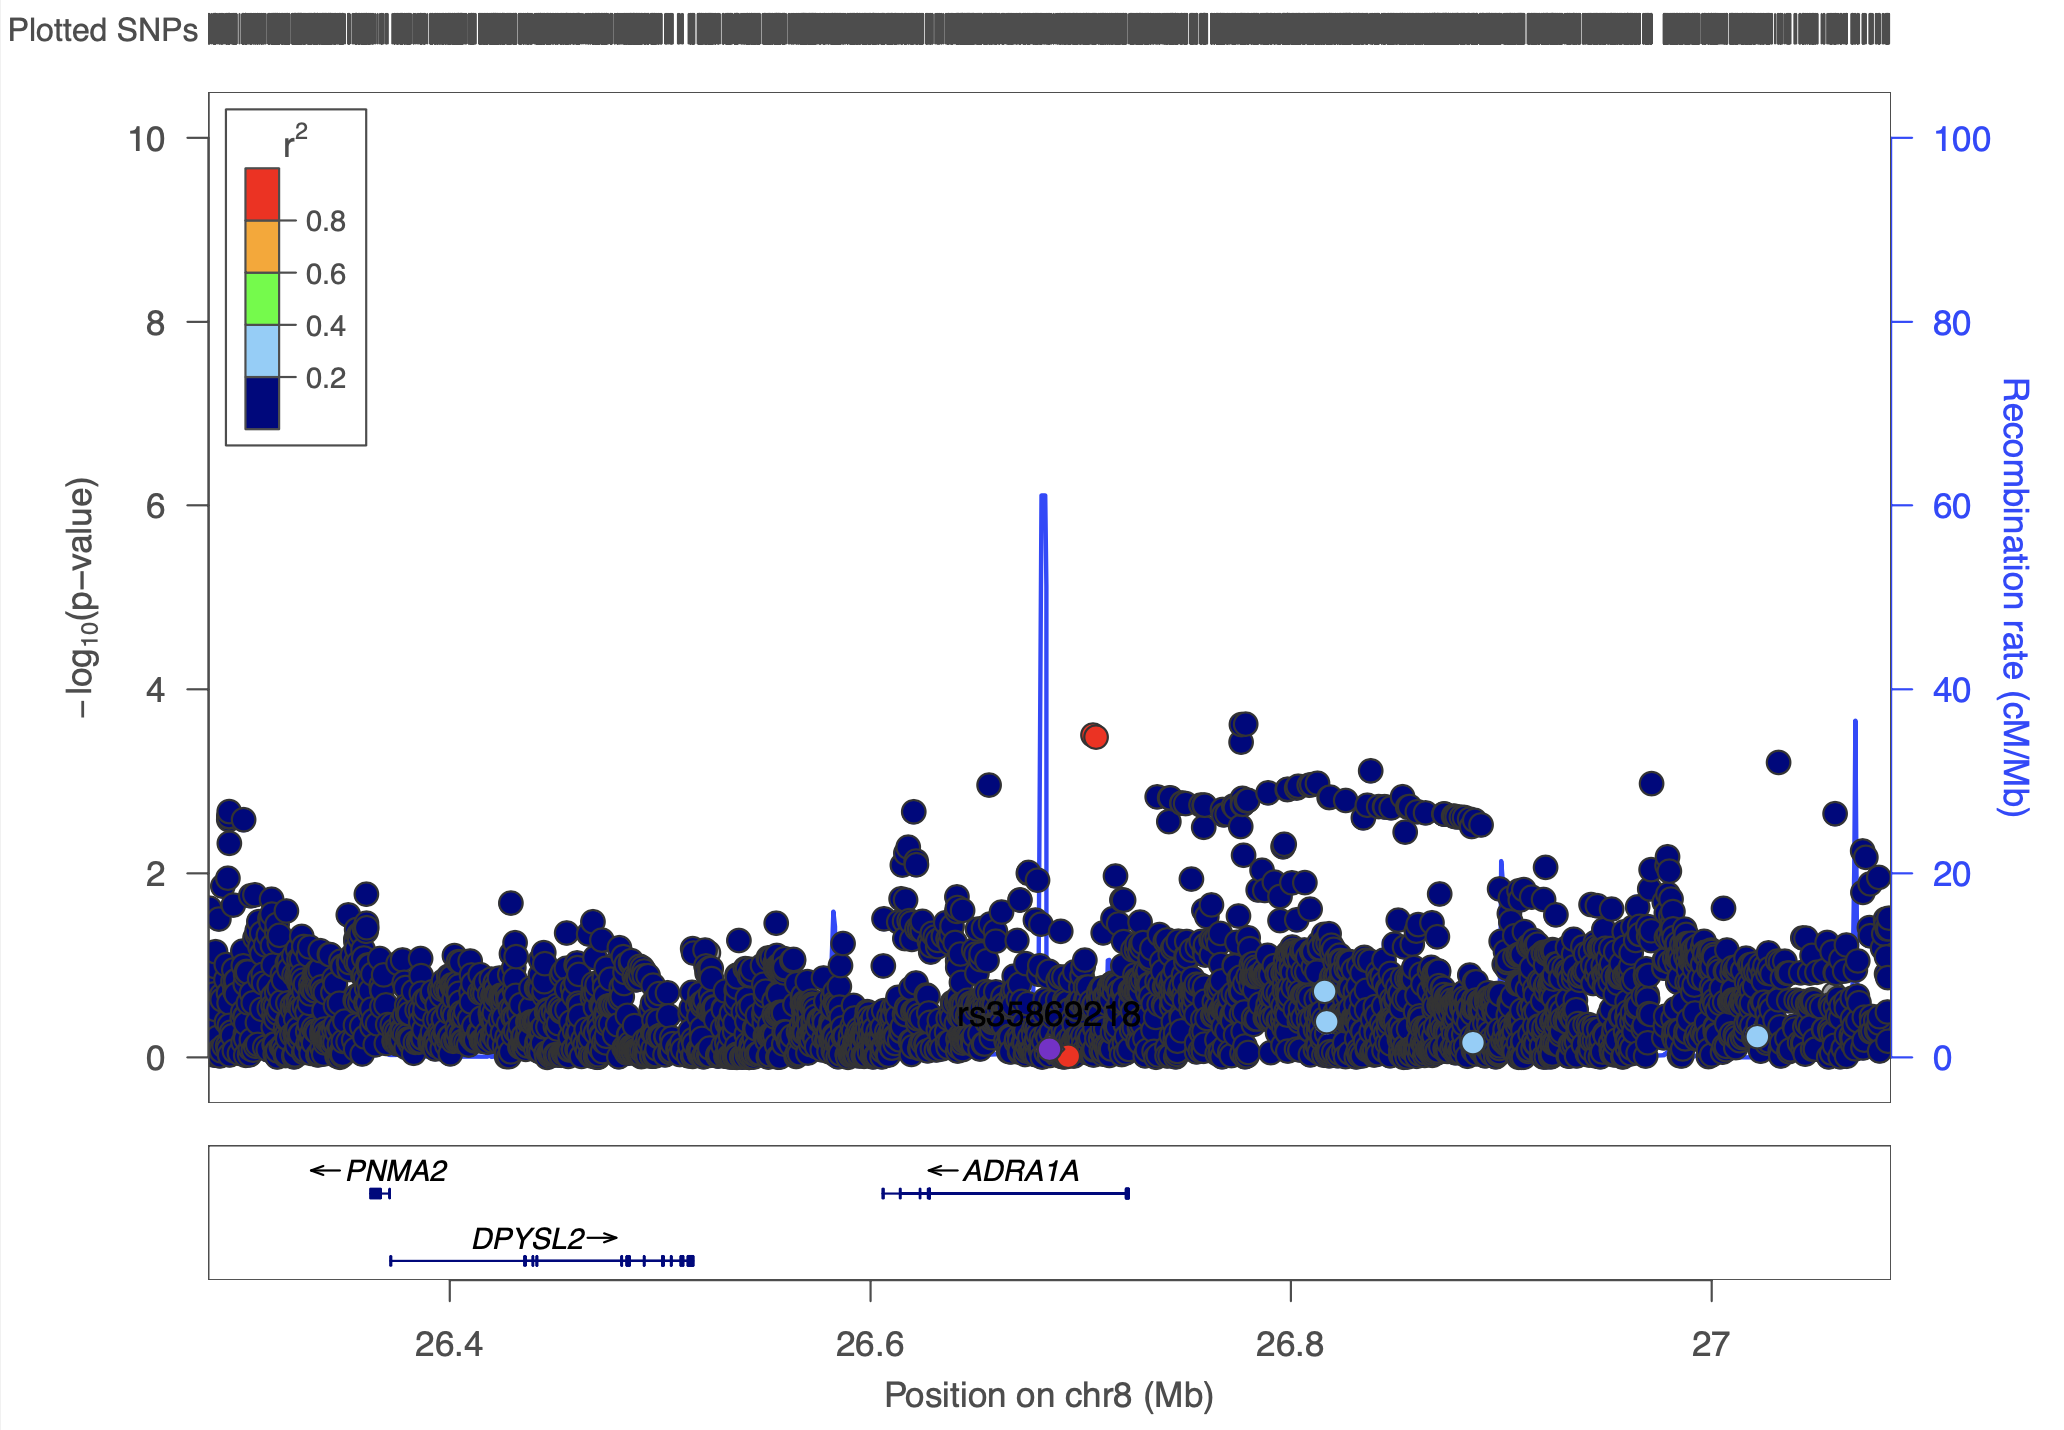 Plotted SNPs
r2
0.8
0.6
0.4
0.2
10
8
6
4
2
0
−log10(p−value)
100
80
60
40
20
0
Recombination rate (cM/Mb)
rs35869218
←PNMA2
←ADRA1A
DPYSL2→
26.4 26.6 26.8 27
Position on chr8 (Mb)